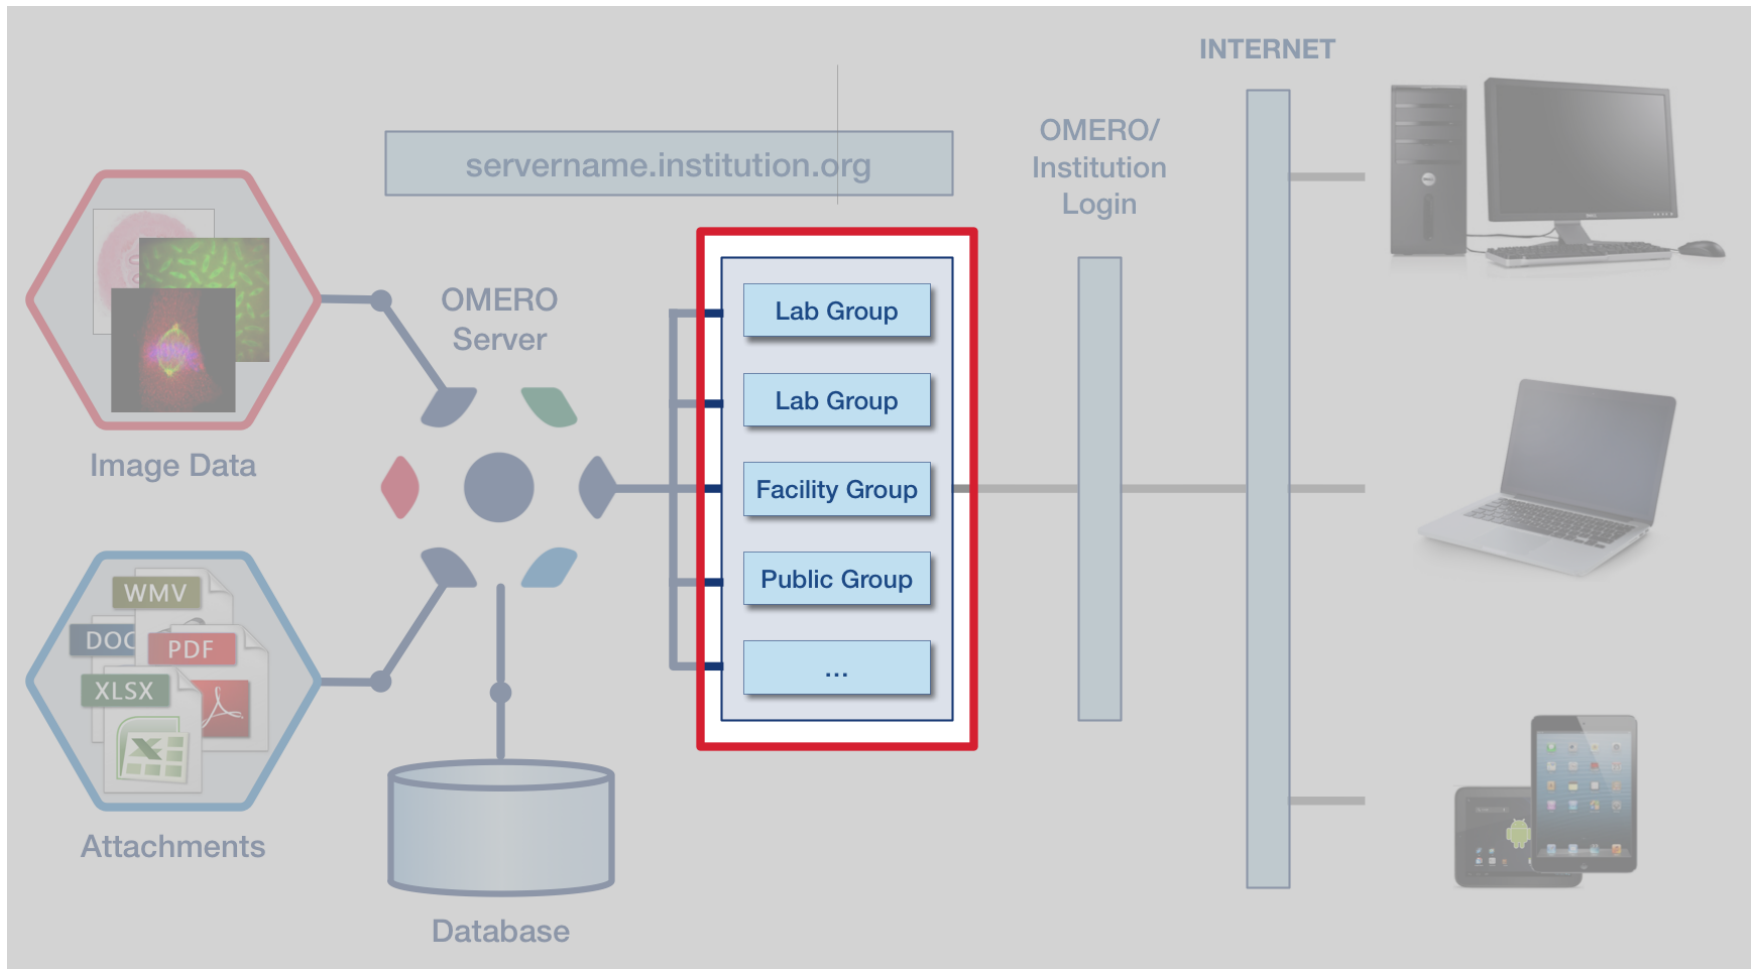 INTERNET
OMERO/
Institution
Login
servername.institution.org
OMERO
Server
Image Data
Lab Group
Lab Group
Facility Group
Public Group
...
WMV
DOC
PDF
XLSX
Attachments
Database